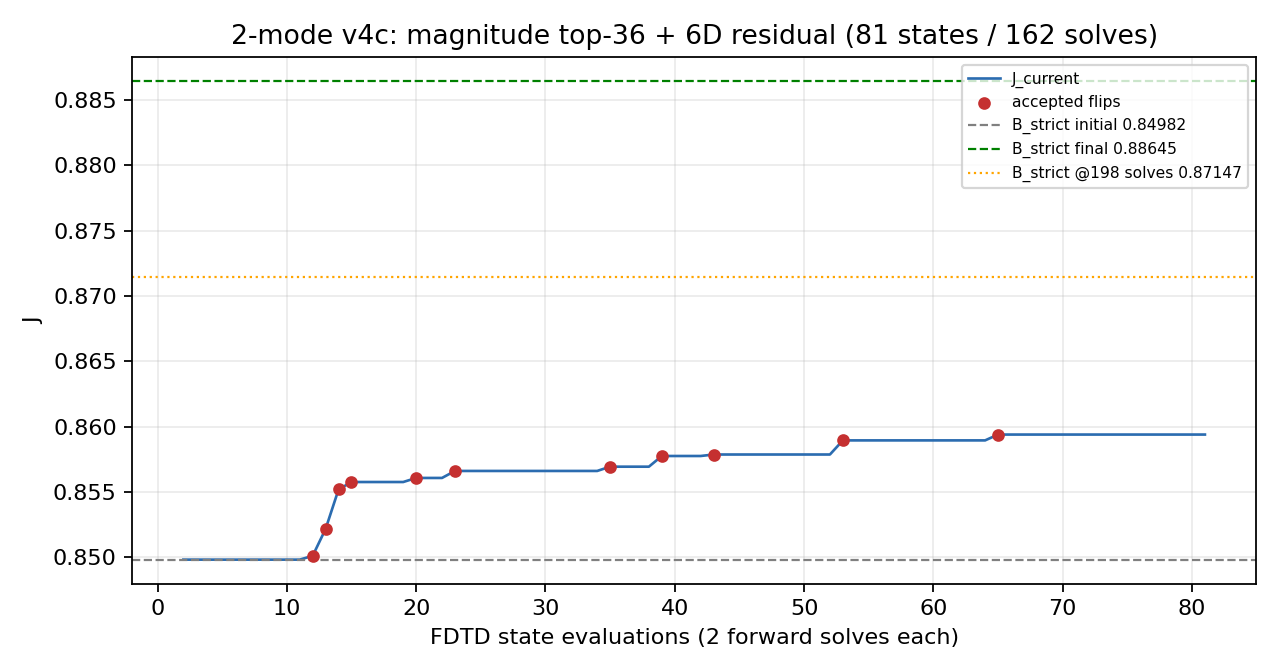 2-mode v4c: magnitude top-36 + 6D residual (81 states / 162 solves)
J_current
accepted flips
B_strict initial 0.84982
B_strict final 0.88645
B_strict @198 solves 0.87147
0.885
0.880
0.875
0.870
0.865
0.860
0.855
0.850
J
0 10 20 30 40 50 60 70 80
FDTD state evaluations (2 forward solves each)